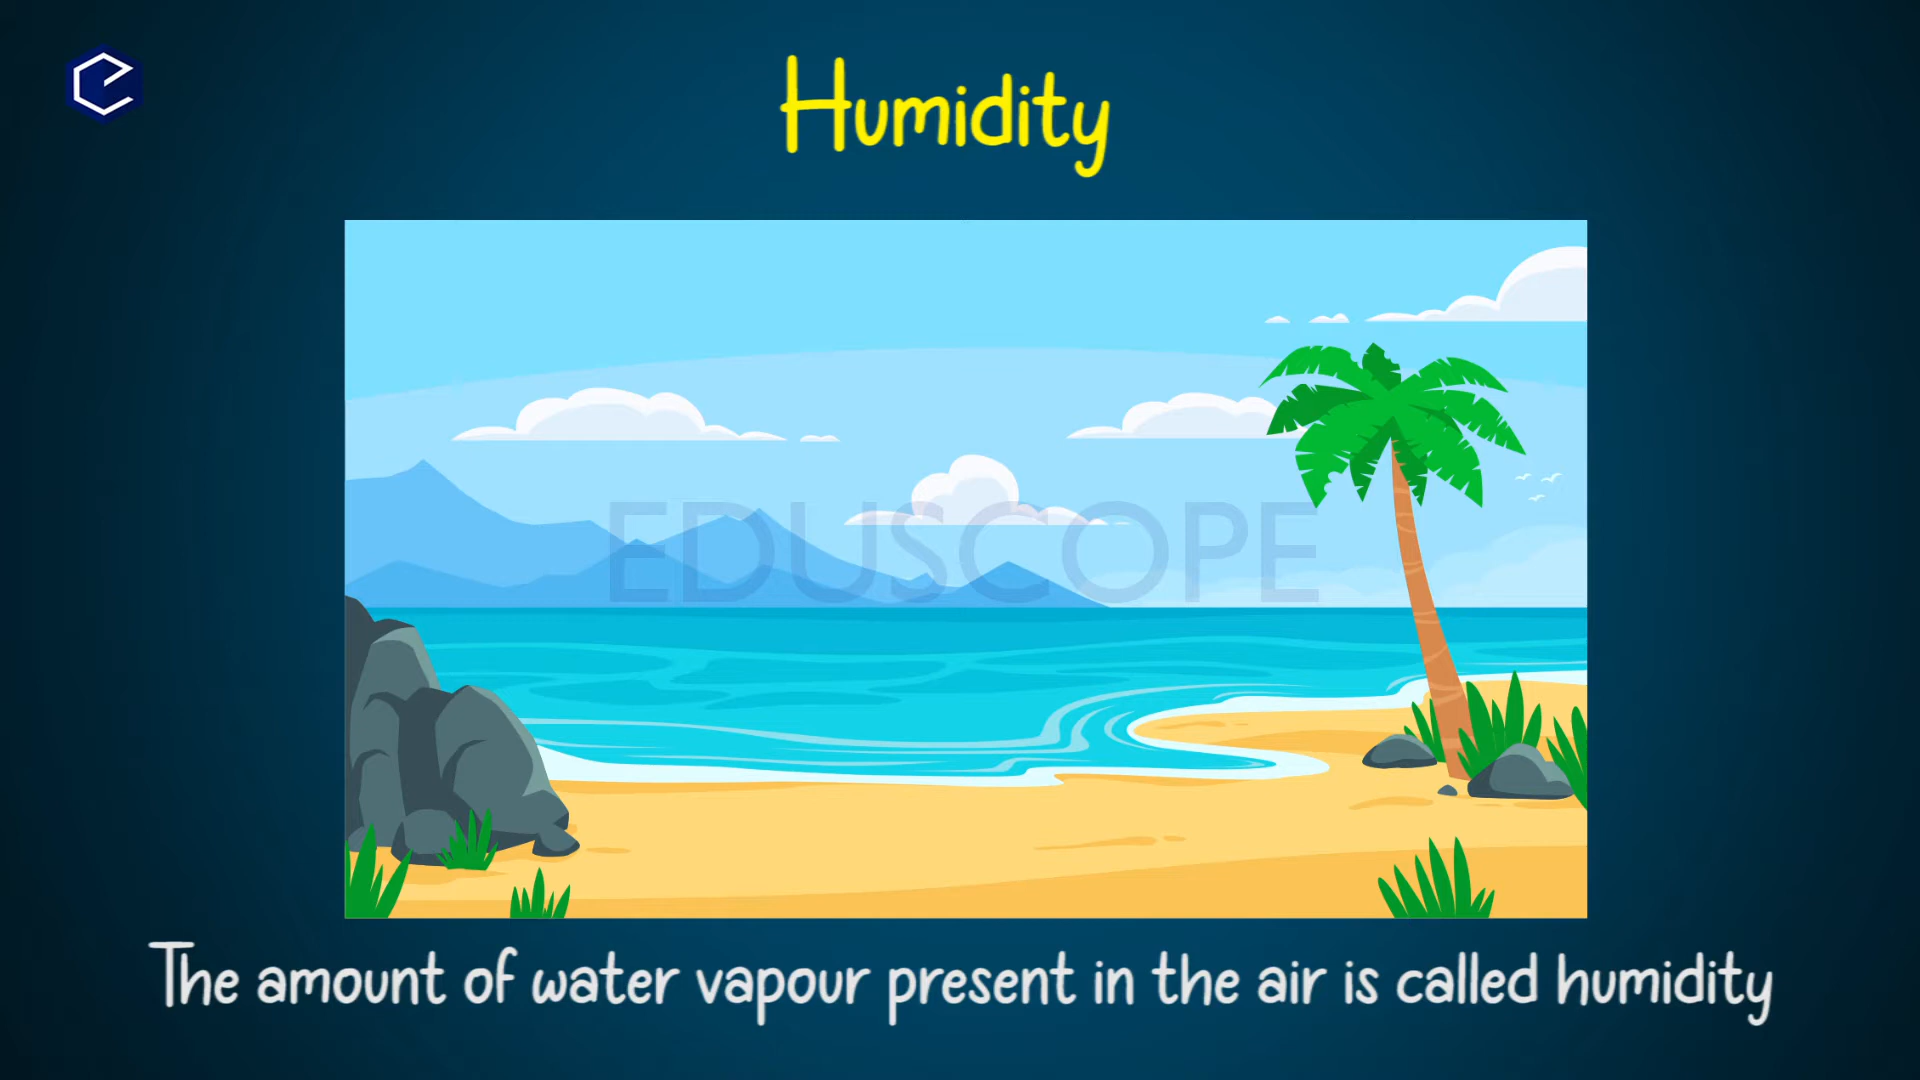 Humidity
EDUSCOPE
The amount of water vapour present in the air is called humidity